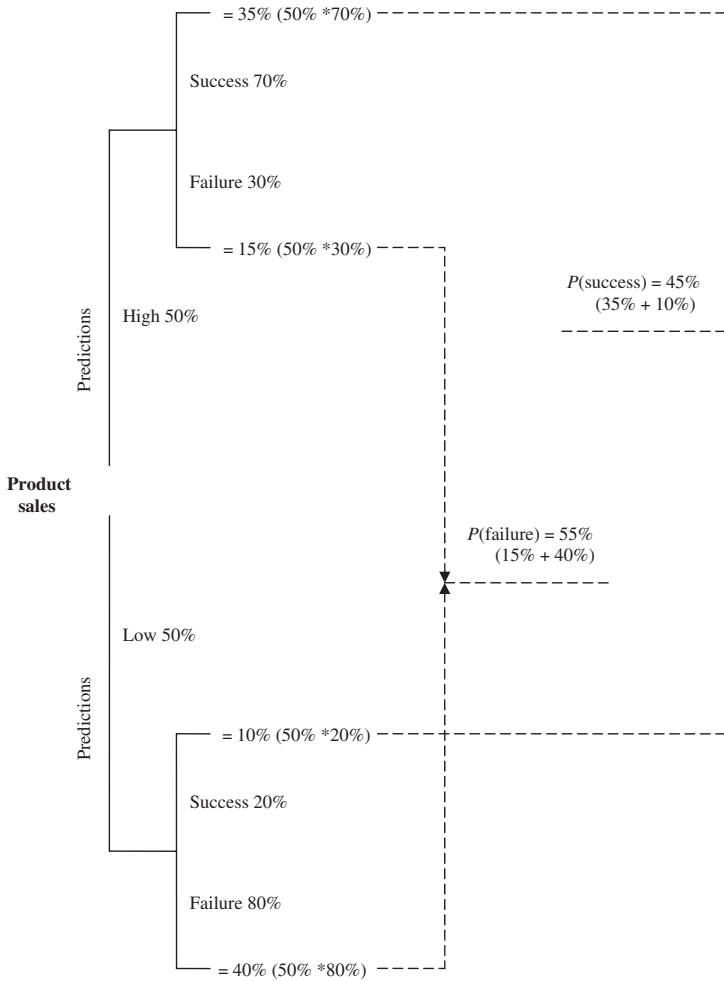 = 35% (50% *70%)
Success 70%
Failure 30%
= 15% (50% *30%)
P(success) = 45%
(35% + 10%)
High 50%
Predictions
Product
sales
P(failure) = 55%
(15% + 40%)
Low 50%
Predictions
= 10% (50% *20%)
Success 20%
Failure 80%
= 40% (50% *80%)